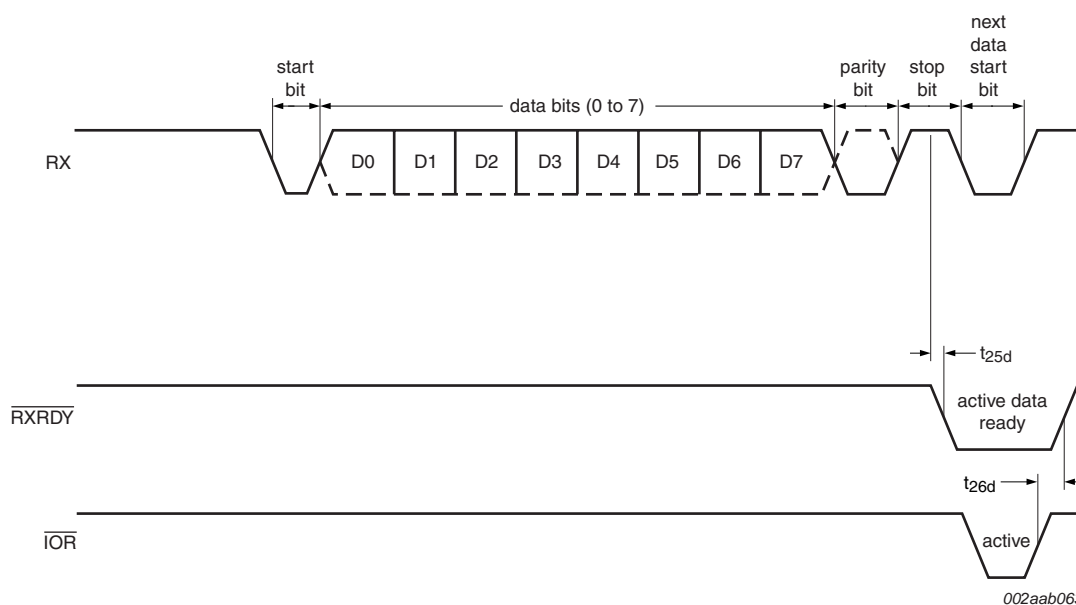 next
data
start
bit
start
bit
parity
bit
stop
bit
data bits (0 to 7)
RX
D0
D1
D2
D3
D4
D5
D6
D7
t25d
RXRDY
active data
ready
t26d
IOR
active